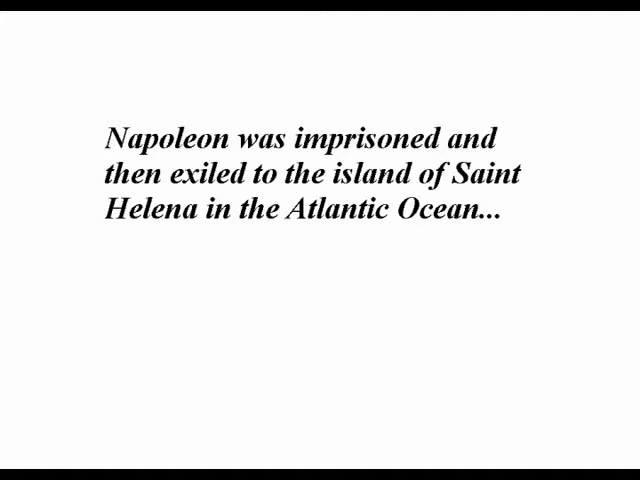 Napoleon was imprisoned and
then exiled to the island of Saint
Helena in the Atlantic Ocean...